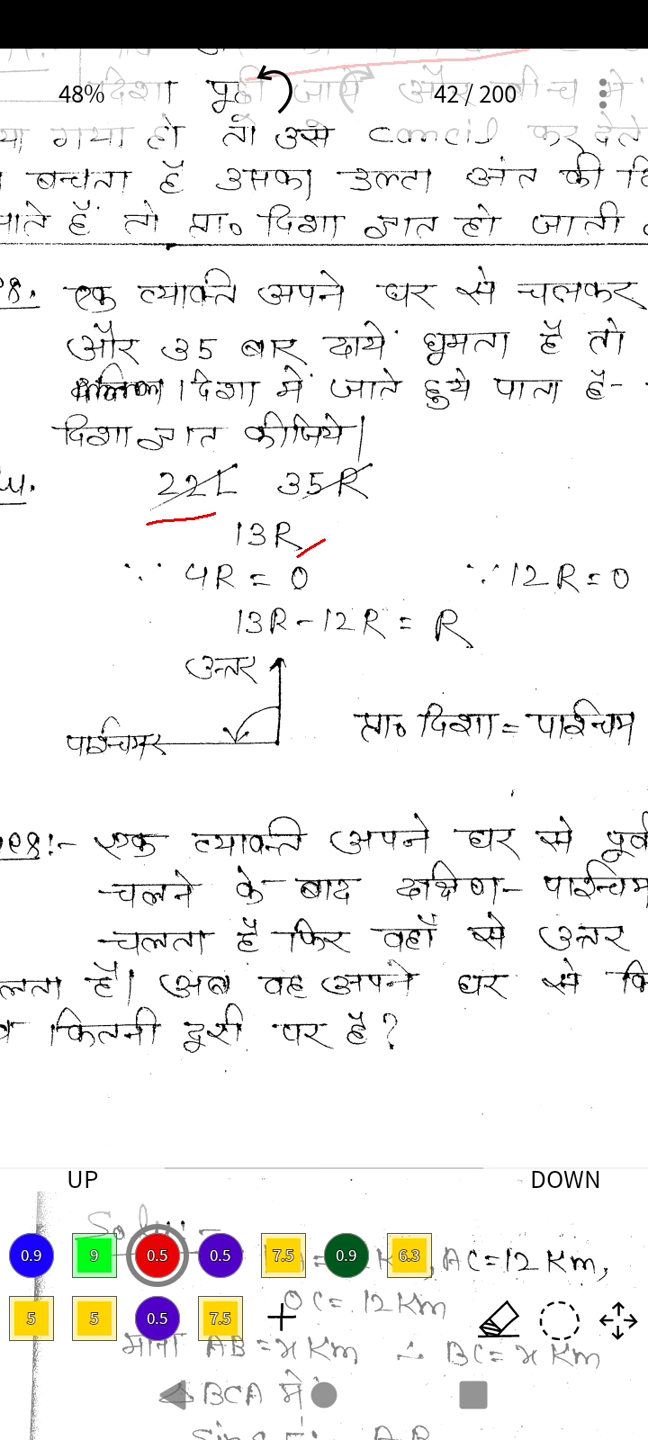 48%
42 / 200
दिशा पूछी जाये और बीच में
या गया हो तो उसे cancil कर देते
बचता है उसका उल्टा अंत की दि
जाते हैं तो प्रा० दिशा ज्ञात हो जाती
एक व्यक्ति अपने घर से चलकर
और 35 बार दायें घूमता है तो
दिशा में जाते हुये पाता है-
दिशा ज्ञात कीजिये|
22L 35R
13R
∵ 4R = 0 ∵ 12R = 0
13R - 12R = R
उत्तर
पश्चिम प्रा० दिशा = पश्चिम
एक व्यक्ति अपने घर से पूर्व
चलने के बाद दक्षिण- पश्चिम
चलता है फिर वहाँ से उत्तर
लता है| अब वह अपने घर से कि
कितनी दूरी पर है?
UP DOWN
Soln:-
0.9 9 0.5 0.5 7.5 0.9 6.3
, AC=12 Km,
5 5 0.5 7.5 +
OC = 12 Km
माना AB = x Km ∴ BC = x Km
BCA में